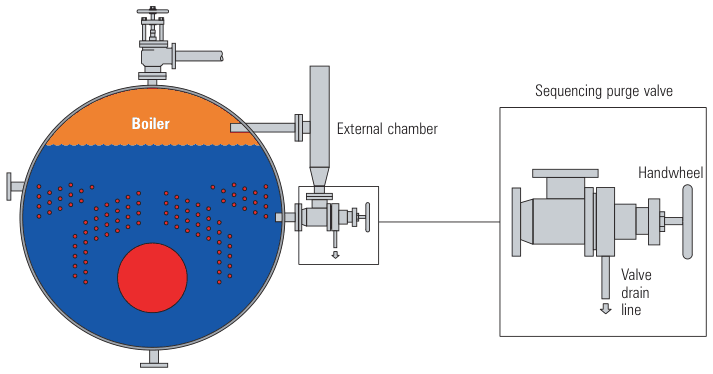 Sequencing purge valve
Boiler
External chamber
Handwheel
Valve
drain
line